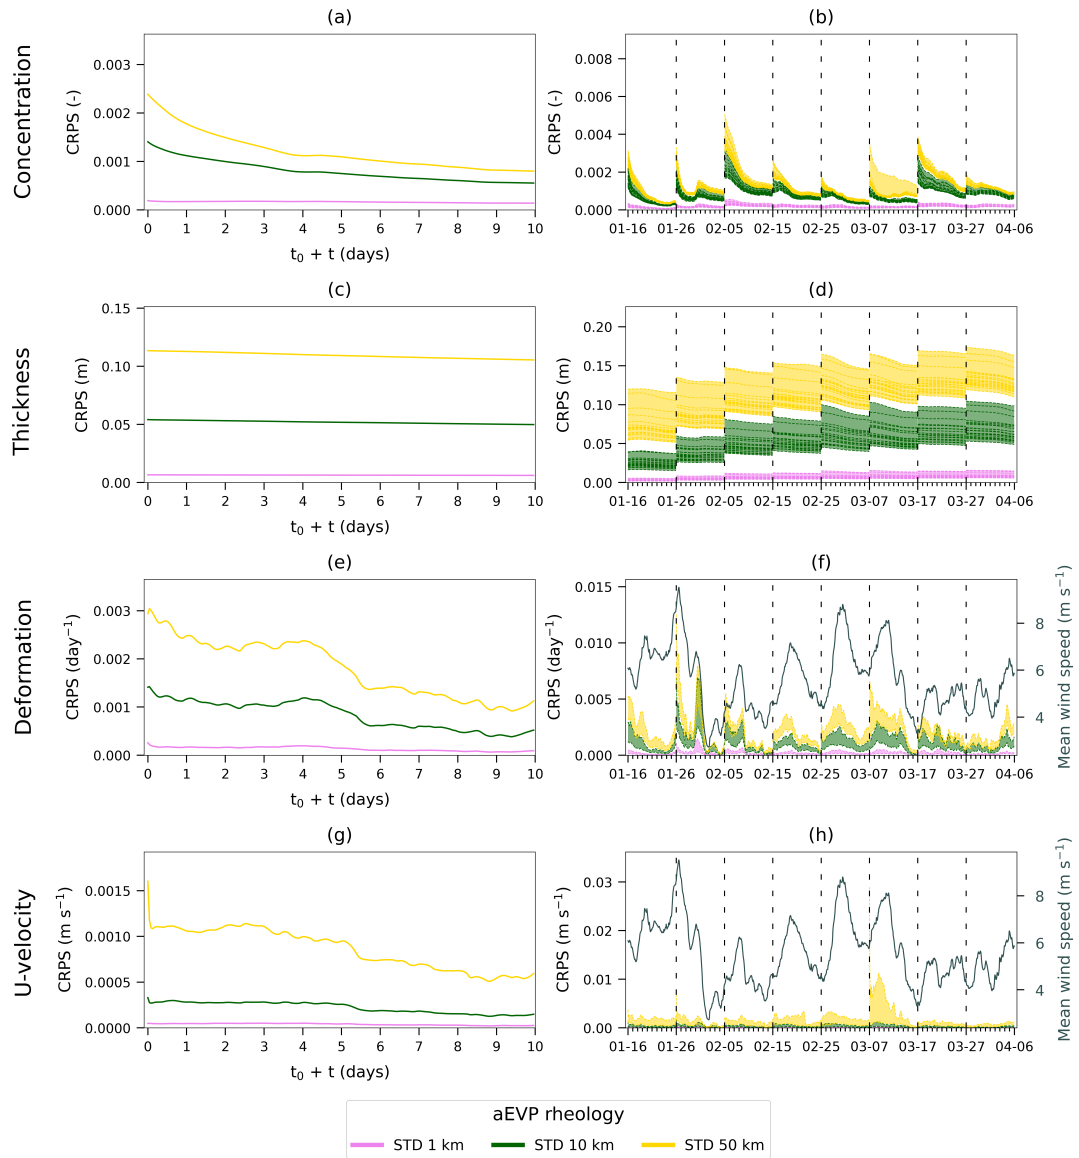 (a)
Concentration
CRPS (-)
0.003
0.002
0.001
0.000
0 1 2 3 4 5 6 7 8 9 10
t0 + t (days)
(b)
CRPS (-)
0.008
0.006
0.004
0.002
0.000
01-16 01-26 02-05 02-15 02-25 03-07 03-17 03-27 04-06
(c)
Thickness
CRPS (m)
0.15
0.10
0.05
0.00
0 1 2 3 4 5 6 7 8 9 10
t0 + t (days)
(d)
CRPS (m)
0.20
0.15
0.10
0.05
0.00
01-16 01-26 02-05 02-15 02-25 03-07 03-17 03-27 04-06
(e)
Deformation
CRPS (day−1)
0.003
0.002
0.001
0.000
0 1 2 3 4 5 6 7 8 9 10
t0 + t (days)
(f)
CRPS (day−1)
0.015
0.010
0.005
0.000
01-16 01-26 02-05 02-15 02-25 03-07 03-17 03-27 04-06
8
6
4
Mean wind speed (m s−1)
(g)
U-velocity
CRPS (m s−1)
0.0015
0.0010
0.0005
0.0000
0 1 2 3 4 5 6 7 8 9 10
t0 + t (days)
(h)
CRPS (m s−1)
0.03
0.02
0.01
0.00
01-16 01-26 02-05 02-15 02-25 03-07 03-17 03-27 04-06
8
6
4
Mean wind speed (m s−1)
aEVP rheology
STD 1 km STD 10 km STD 50 km